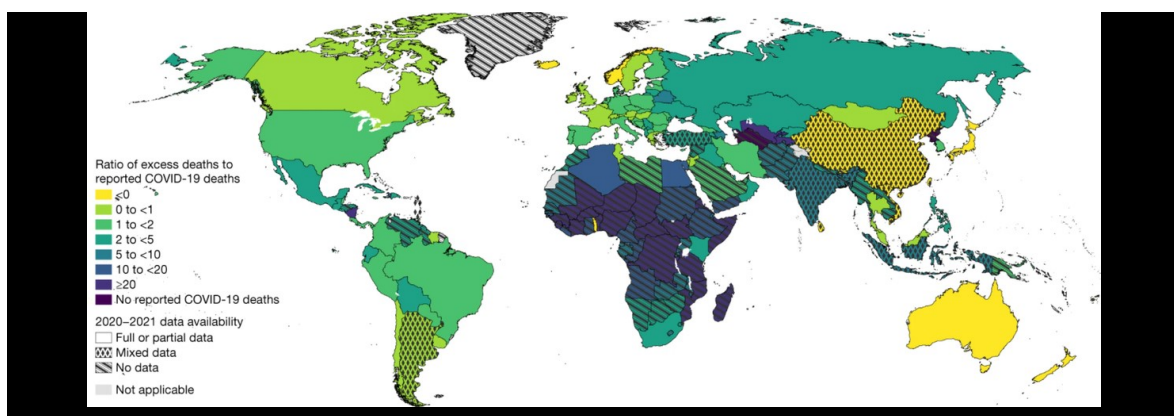 Ratio of excess deaths to
reported COVID-19 deaths
<0
0 to <1
1 to <2
2 to <5
5 to <10
10 to <20
≥20
No reported COVID-19 deaths
2020–2021 data availability
Full or partial data
Mixed data
No data
Not applicable